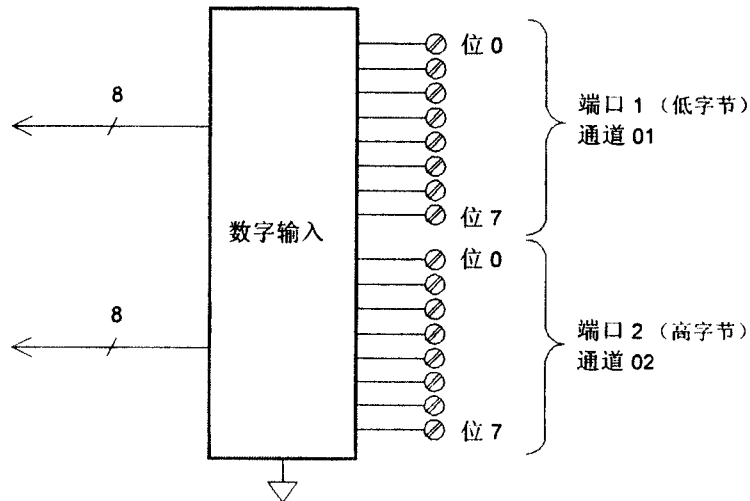 位 0
8
端口 1 （低字节）
通道 01
位 7
数字输入
位 0
8
端口 2 （高字节）
通道 02
位 7